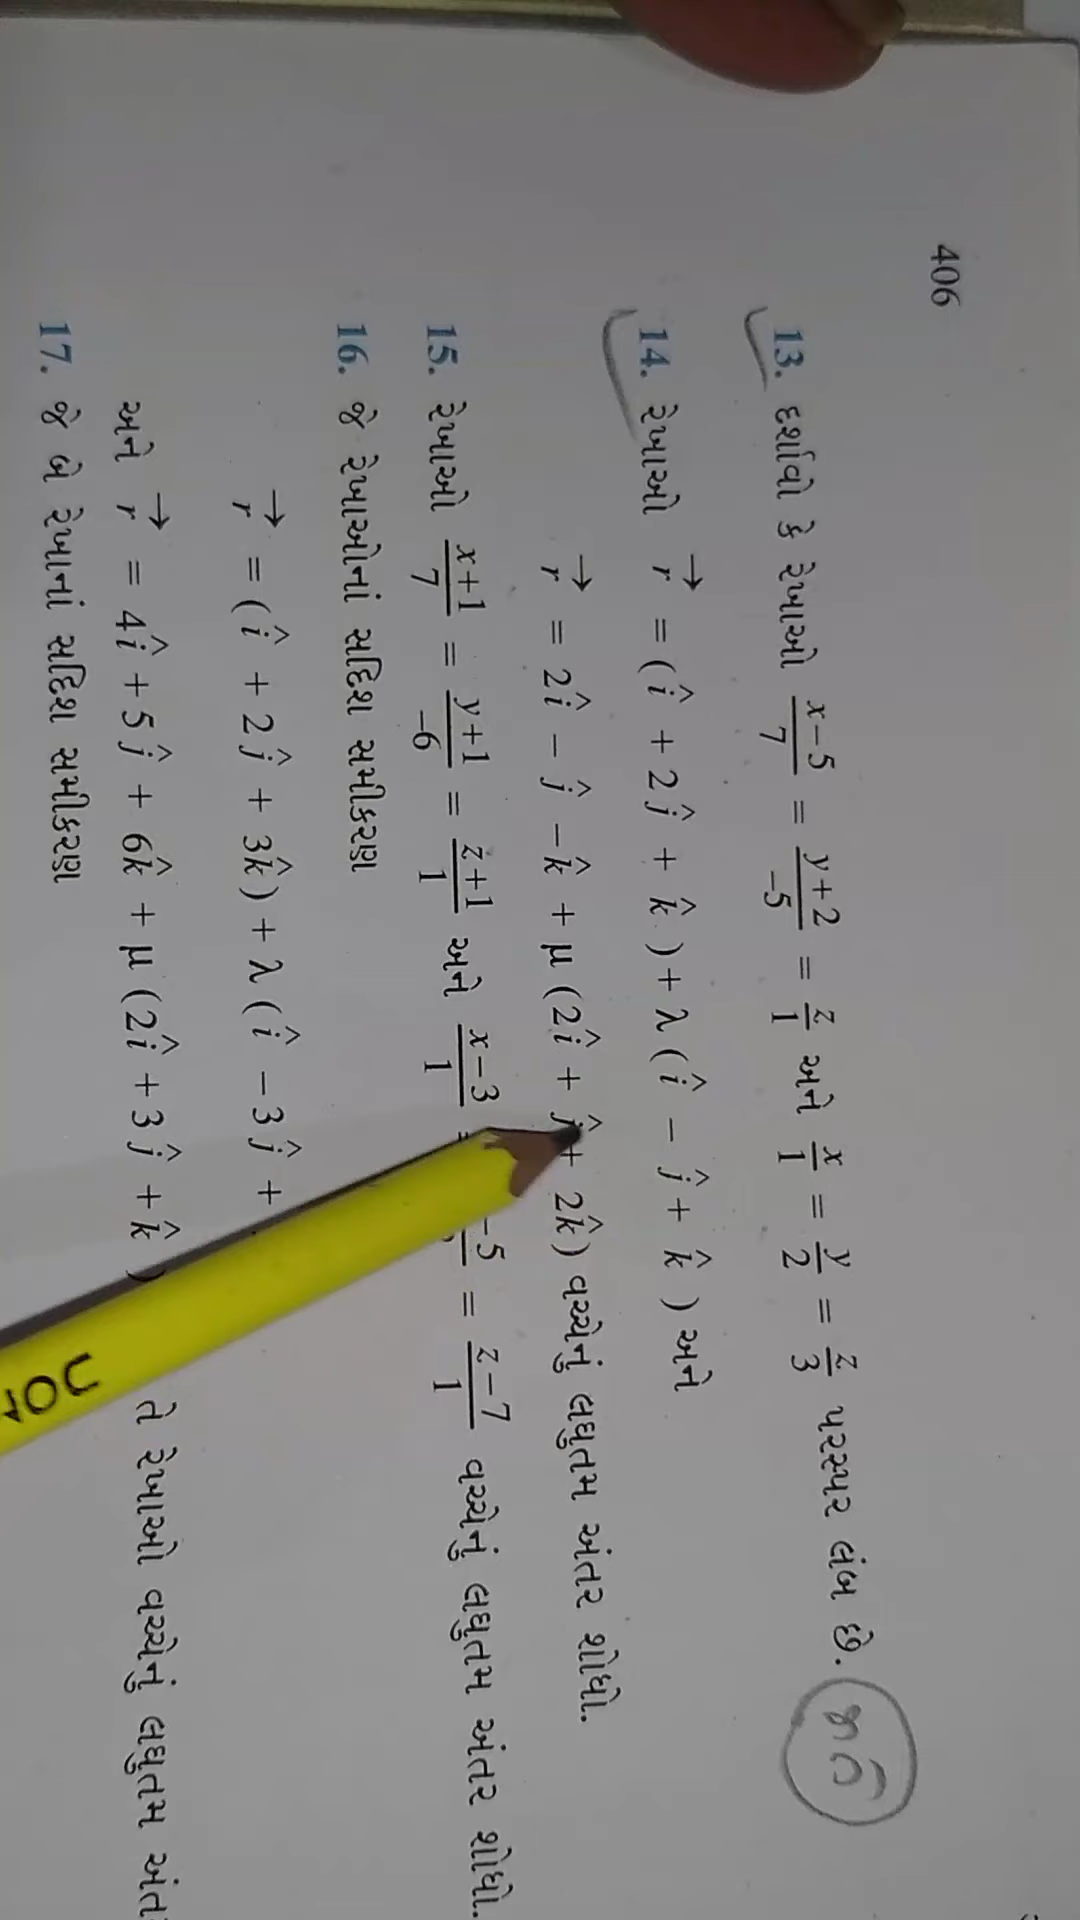 406
13. દર્શાવો કે રેખાઓ x−5/7 = y+2/−5 = z/1 અને x/1 = y/2 = z/3 પરસ્પર લંબ છે.
14. રેખાઓ r⃗ = (î + 2ĵ + k̂) + λ(î − ĵ + k̂) અને
r⃗ = 2î − ĵ − k̂ + μ(2î + ĵ + 2k̂) વચ્ચેનું લઘુતમ અંતર શોધો.
15. રેખાઓ x+1/7 = y+1/−6 = z+1/1 અને x−3/1 = −5 = z−7/1 વચ્ચેનું લઘુતમ અંતર શોધો.
16. જે રેખાઓનાં સદિશ સમીકરણ
r⃗ = (î + 2ĵ + 3k̂) + λ(î − 3ĵ +
અને r⃗ = 4î + 5ĵ + 6k̂ + μ(2î + 3ĵ + k̂) તે રેખાઓ વચ્ચેનું લઘુતમ
17. જે બે રેખાનાં સદિશ સમીકરણ